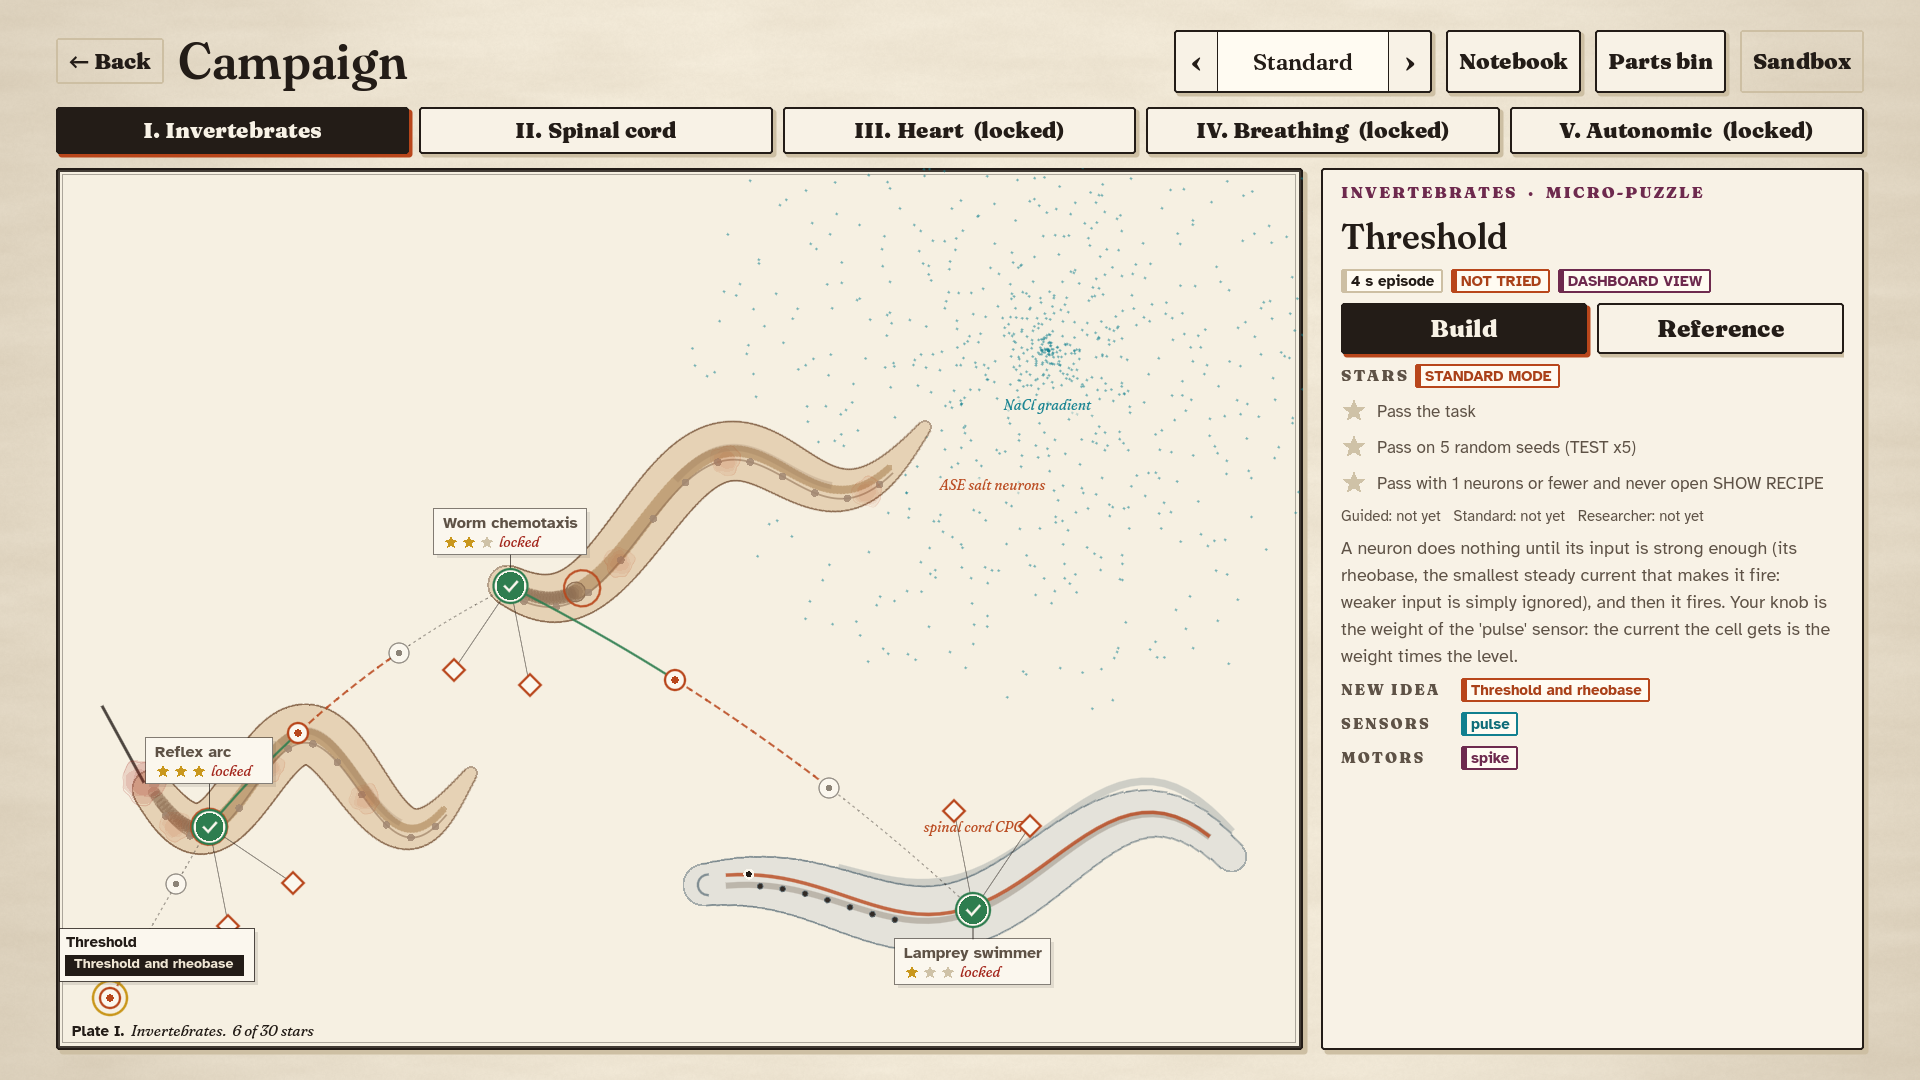 ← Back
Campaign
‹ Standard ›
Notebook
Parts bin
Sandbox
I. Invertebrates
II. Spinal cord
III. Heart (locked)
IV. Breathing (locked)
V. Autonomic (locked)
NaCl gradient
ASE salt neurons
Worm chemotaxis
locked
Reflex arc
locked
spinal cord CPG
Lamprey swimmer
locked
Threshold
Threshold and rheobase
Plate I. Invertebrates. 6 of 30 stars
INVERTEBRATES · MICRO-PUZZLE
Threshold
4 s episode
NOT TRIED
DASHBOARD VIEW
Build
Reference
STARS STANDARD MODE
Pass the task
Pass on 5 random seeds (TEST x5)
Pass with 1 neurons or fewer and never open SHOW RECIPE
Guided: not yet Standard: not yet Researcher: not yet
A neuron does nothing until its input is strong enough (its
rheobase, the smallest steady current that makes it fire:
weaker input is simply ignored), and then it fires. Your knob is
the weight of the 'pulse' sensor: the current the cell gets is the
weight times the level.
NEW IDEA Threshold and rheobase
SENSORS pulse
MOTORS spike